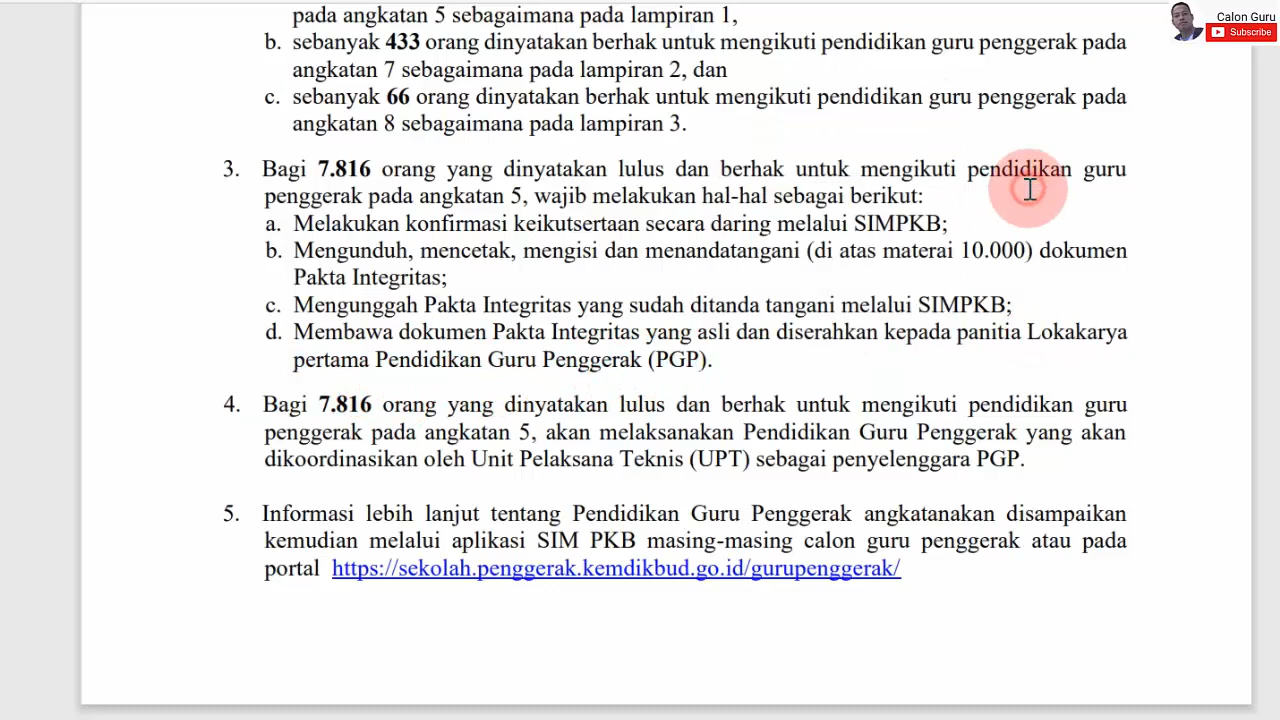 pada angkatan 5 sebagaimana pada lampiran 1,
b. sebanyak 433 orang dinyatakan berhak untuk mengikuti pendidikan guru penggerak pada
angkatan 7 sebagaimana pada lampiran 2, dan
c. sebanyak 66 orang dinyatakan berhak untuk mengikuti pendidikan guru penggerak pada
angkatan 8 sebagaimana pada lampiran 3.
3. Bagi 7.816 orang yang dinyatakan lulus dan berhak untuk mengikuti pendidikan guru
penggerak pada angkatan 5, wajib melakukan hal-hal sebagai berikut:
a. Melakukan konfirmasi keikutsertaan secara daring melalui SIMPKB;
b. Mengunduh, mencetak, mengisi dan menandatangani (di atas materai 10.000) dokumen
Pakta Integritas;
c. Mengunggah Pakta Integritas yang sudah ditanda tangani melalui SIMPKB;
d. Membawa dokumen Pakta Integritas yang asli dan diserahkan kepada panitia Lokakarya
pertama Pendidikan Guru Penggerak (PGP).
4. Bagi 7.816 orang yang dinyatakan lulus dan berhak untuk mengikuti pendidikan guru
penggerak pada angkatan 5, akan melaksanakan Pendidikan Guru Penggerak yang akan
dikoordinasikan oleh Unit Pelaksana Teknis (UPT) sebagai penyelenggara PGP.
5. Informasi lebih lanjut tentang Pendidikan Guru Penggerak angkatanakan disampaikan
kemudian melalui aplikasi SIM PKB masing-masing calon guru penggerak atau pada
portal https://sekolah.penggerak.kemdikbud.go.id/gurupenggerak/
Calon Guru
Subscribe